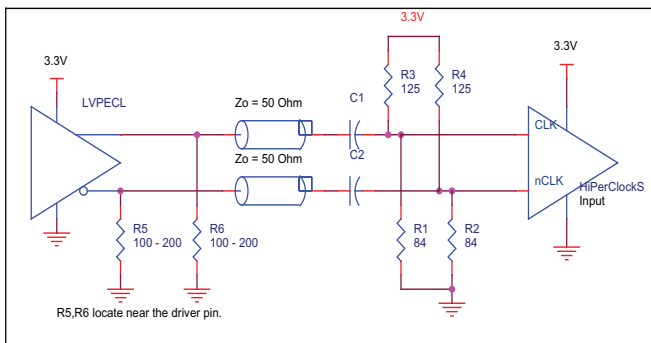 3.3V
3.3V
LVPECL
Zo = 50 Ohm
C1
R3
125
R4
125
3.3V
CLK
Zo = 50 Ohm
C2
nCLK
HiPerClockS
Input
R5
100 - 200
R6
100 - 200
R1
84
R2
84
R5,R6 locate near the driver pin.